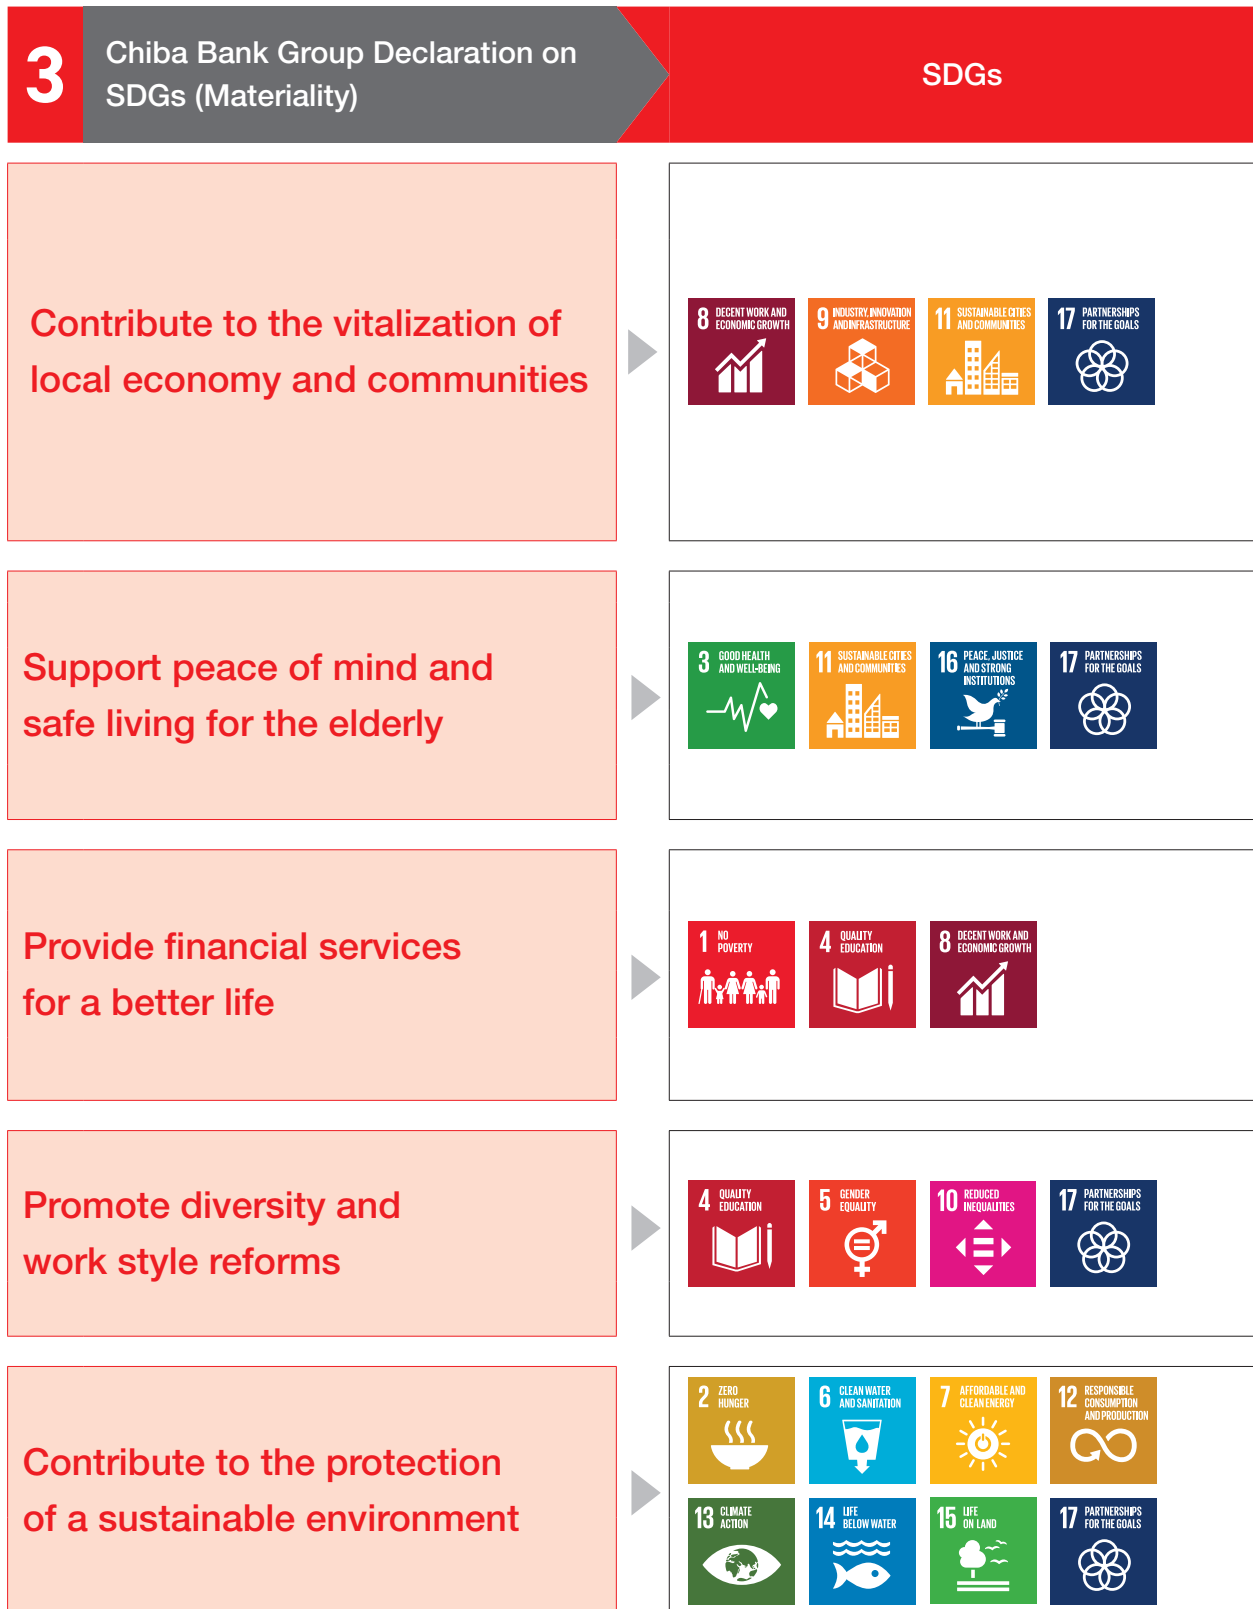 3
Chiba Bank Group Declaration on
SDGs (Materiality)
SDGs
Contribute to the vitalization of
local economy and communities
8 DECENT WORK AND
ECONOMIC GROWTH
9 INDUSTRY, INNOVATION
AND INFRASTRUCTURE
11 SUSTAINABLE CITIES
AND COMMUNITIES
17 PARTNERSHIPS
FOR THE GOALS
Support peace of mind and
safe living for the elderly
3 GOOD HEALTH
AND WELL-BEING
11 SUSTAINABLE CITIES
AND COMMUNITIES
16 PEACE, JUSTICE
AND STRONG
INSTITUTIONS
17 PARTNERSHIPS
FOR THE GOALS
Provide financial services
for a better life
1 NO
POVERTY
4 QUALITY
EDUCATION
8 DECENT WORK AND
ECONOMIC GROWTH
Promote diversity and
work style reforms
4 QUALITY
EDUCATION
5 GENDER
EQUALITY
10 REDUCED
INEQUALITIES
17 PARTNERSHIPS
FOR THE GOALS
Contribute to the protection
of a sustainable environment
2 ZERO
HUNGER
6 CLEAN WATER
AND SANITATION
7 AFFORDABLE AND
CLEAN ENERGY
12 RESPONSIBLE
CONSUMPTION
AND PRODUCTION
13 CLIMATE
ACTION
14 LIFE
BELOW WATER
15 LIFE
ON LAND
17 PARTNERSHIPS
FOR THE GOALS